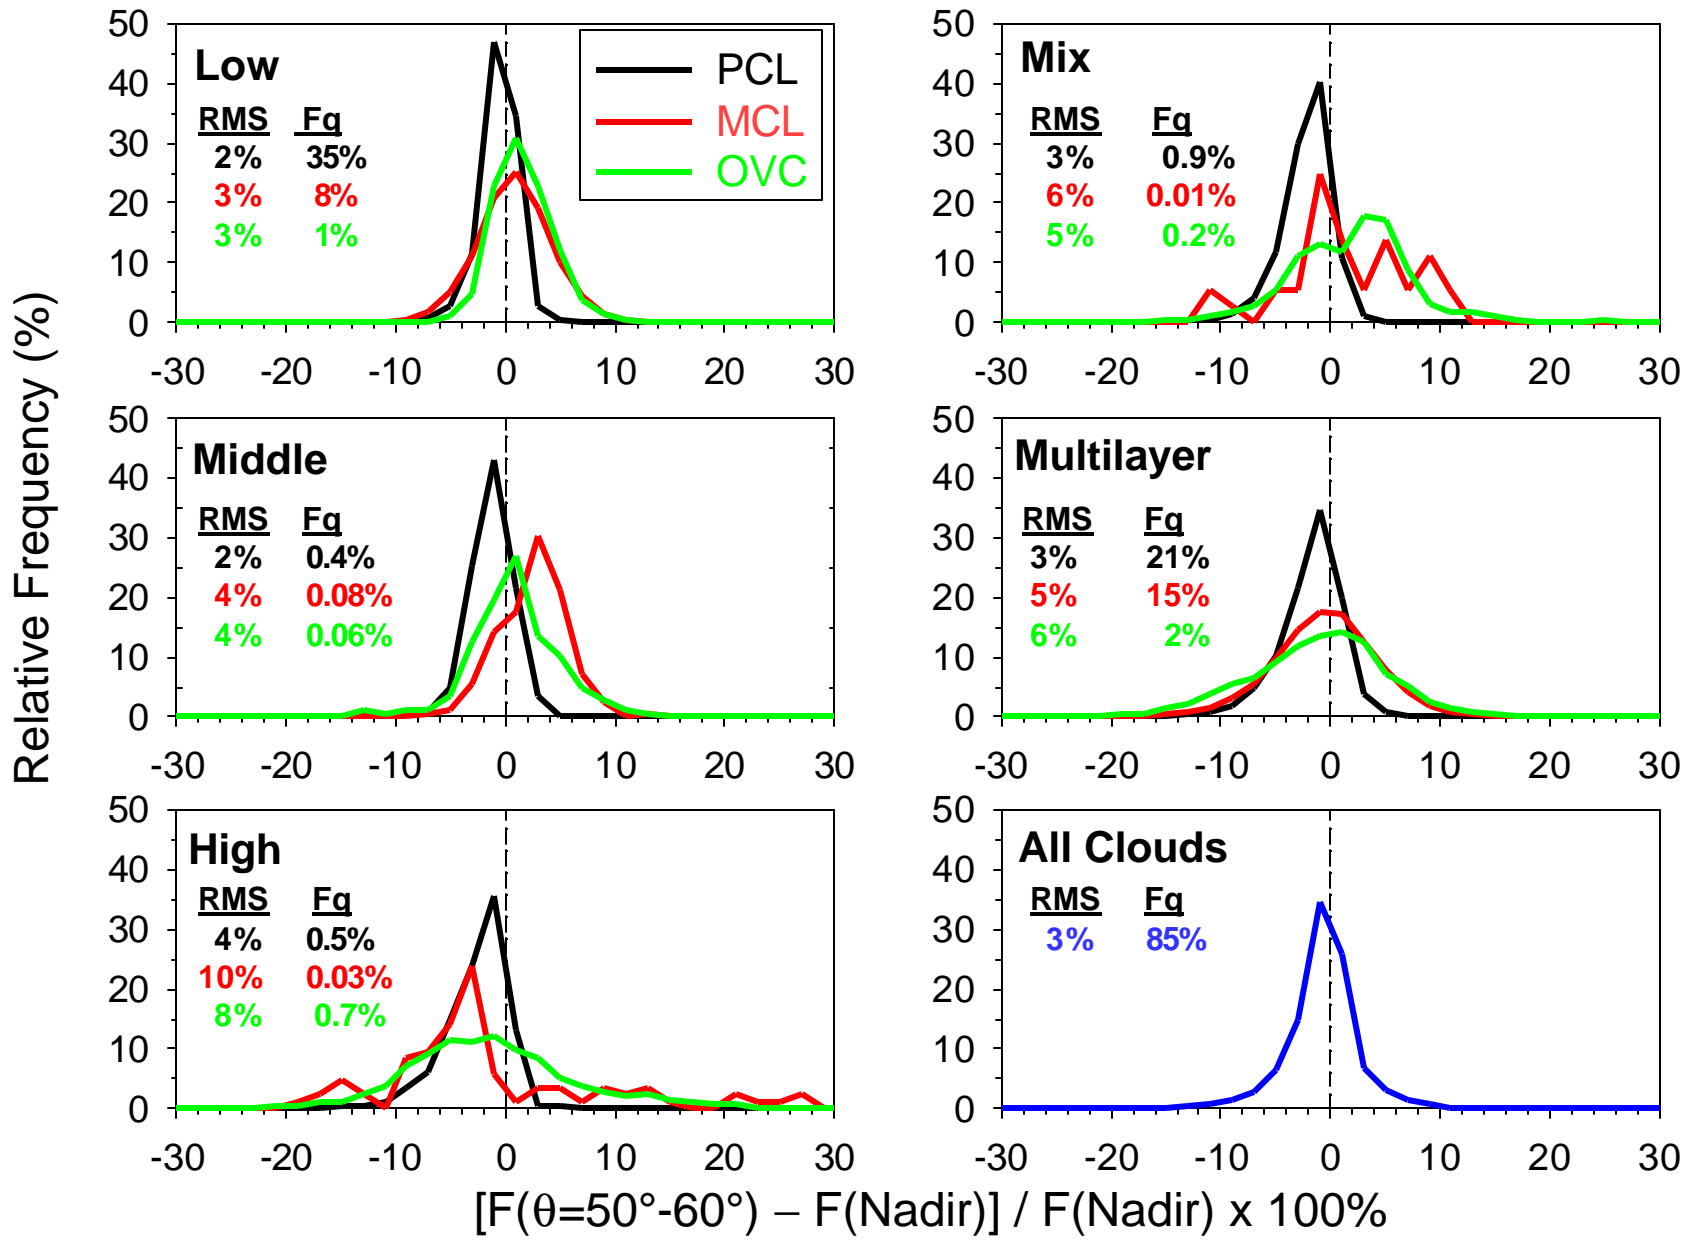 Relative Frequency (%)
50
40
30
20
10
0
Low
RMS Fq
2% 35%
3% 8%
3% 1%
PCL
MCL
OVC
-30 -20 -10 0 10 20 30
50
40
30
20
10
0
Mix
RMS Fq
3% 0.9%
6% 0.01%
5% 0.2%
-30 -20 -10 0 10 20 30
50
40
30
20
10
0
Middle
RMS Fq
2% 0.4%
4% 0.08%
4% 0.06%
-30 -20 -10 0 10 20 30
50
40
30
20
10
0
Multilayer
RMS Fq
3% 21%
5% 15%
6% 2%
-30 -20 -10 0 10 20 30
50
40
30
20
10
0
High
RMS Fq
4% 0.5%
10% 0.03%
8% 0.7%
-30 -20 -10 0 10 20 30
50
40
30
20
10
0
All Clouds
RMS Fq
3% 85%
-30 -20 -10 0 10 20 30
[F(θ=50°-60°) – F(Nadir)] / F(Nadir) x 100%